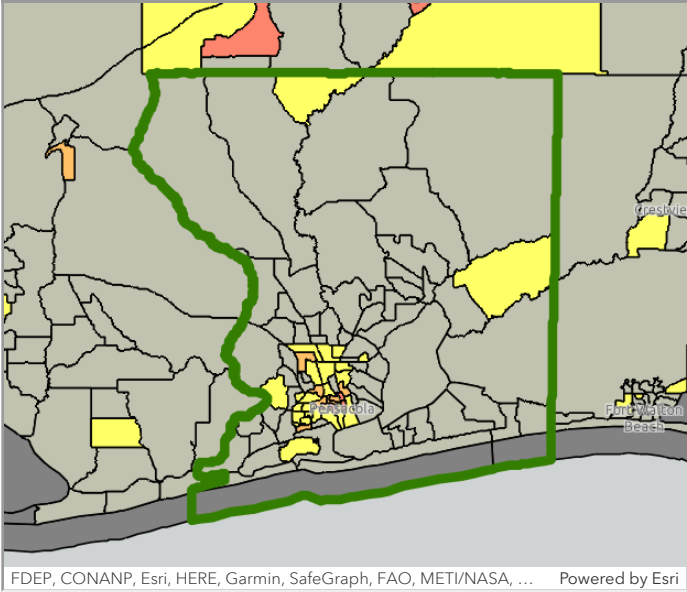 Crestvie
Pensacola
Fort Walton
Beach
FDEP, CONANP, Esri, HERE, Garmin, SafeGraph, FAO, METI/NASA, ... Powered by Esri